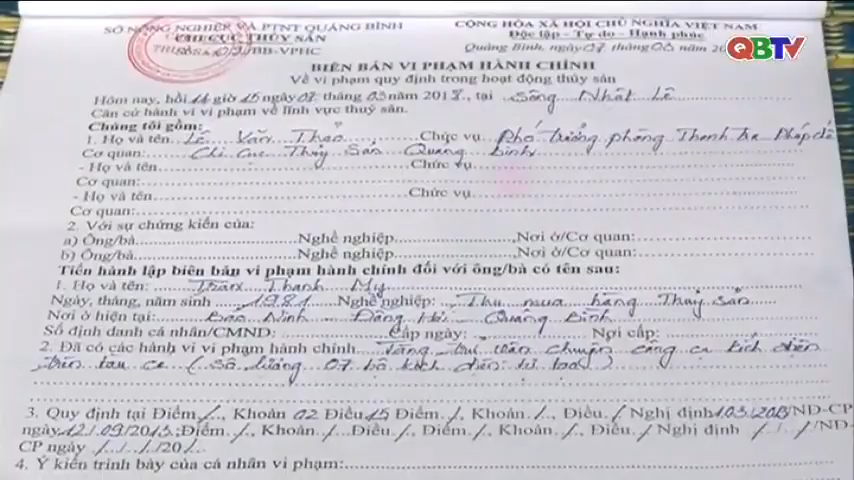 SỞ NÔNG NGHIỆP VÀ PTNT QUẢNG BÌNH
CHI CỤC THỦY SẢN
/BB-VPHC
CỘNG HÒA XÃ HỘI CHỦ NGHĨA VIỆT NAM
Độc lập - Tự do - Hạnh phúc
Quảng Bình, ngày 07 tháng 03 năm 20
QBTV
BIÊN BẢN VI PHẠM HÀNH CHÍNH
Về vi phạm quy định trong hoạt động thủy sản
Hôm nay, hồi 14 giờ 15 ngày 07 tháng 03 năm 2018, tại Sông Nhật Lệ
Căn cứ hành vi vi phạm về lĩnh vực thuỷ sản.
Chúng tôi gồm:
1. Họ và tên Lê Văn Thạo Chức vụ Phó trưởng phòng Thanh tra Pháp chế
Cơ quan: Chi cục Thủy Sản Quảng Bình
- Họ và tên Chức vụ
Cơ quan:
- Họ và tên Chức vụ
Cơ quan:
2. Với sự chứng kiến của:
a) Ông/bà Nghề nghiệp Nơi ở/Cơ quan:
b) Ông/bà Nghề nghiệp Nơi ở/Cơ quan:
Tiến hành lập biên bản vi phạm hành chính đối với ông/bà có tên sau:
1. Họ và tên: Trần Thanh My
Ngày, tháng, năm sinh 1981 Nghề nghiệp: Thu mua hàng Thủy sản
Nơi ở hiện tại: Bảo Ninh - Đồng Hới - Quảng Bình
Số định danh cá nhân/CMND: Cấp ngày: Nơi cấp:
2. Đã có các hành vi vi phạm hành chính Tàng trữ vận chuyển công cụ kích điện
trên tàu cá (Số lượng 07 bộ kích điện tự tạo)
3. Quy định tại Điểm /, Khoản 02 Điều 15 Điểm /, Khoản /, Điều / Nghị định 103/2013/NĐ-CP
ngày 12/09/2013; Điểm /, Khoản / Điều /, Điểm /, Khoản /, Điều / Nghị định / / /NĐ-
CP ngày / / /20/
4. Ý kiến trình bày của cá nhân vi phạm: